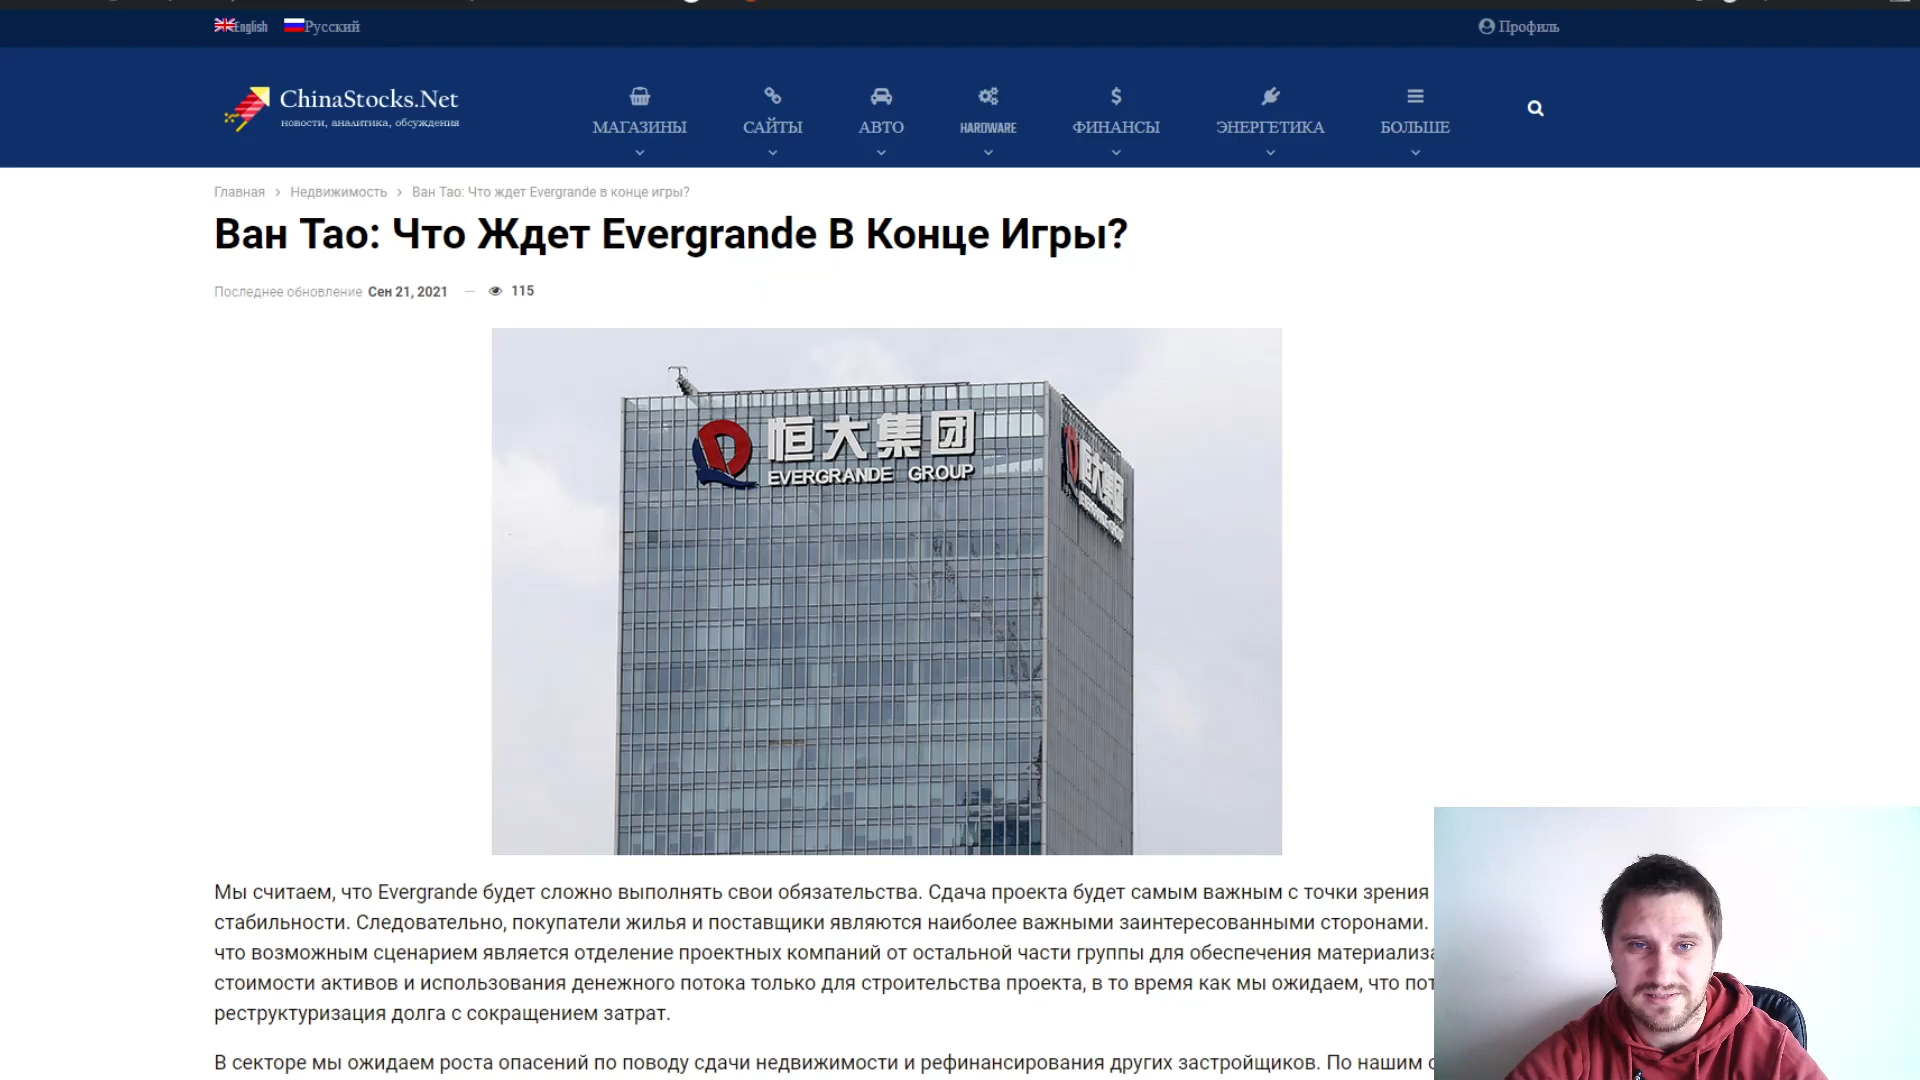 English Русский Профиль
ChinaStocks.Net
новости, аналитика, обсуждения
МАГАЗИНЫ САЙТЫ АВТО HARDWARE ФИНАНСЫ ЭНЕРГЕТИКА БОЛЬШЕ
Главная > Недвижимость > Ван Тао: Что ждет Evergrande в конце игры?
Ван Тао: Что Ждет Evergrande В Конце Игры?
Последнее обновление Сен 21, 2021 — 115
恒大集团
EVERGRANDE GROUP
恒大集团
Мы считаем, что Evergrande будет сложно выполнять свои обязательства. Сдача проекта будет самым важным с точки зрения
стабильности. Следовательно, покупатели жилья и поставщики являются наиболее важными заинтересованными сторонами.
что возможным сценарием является отделение проектных компаний от остальной части группы для обеспечения
стоимости активов и использования денежного потока только для строительства проекта, в то время как мы ожидаем, что
реструктуризация долга с сокращением затрат.
В секторе мы ожидаем роста опасений по поводу сдачи недвижимости и рефинансирования других застройщиков. По нашим